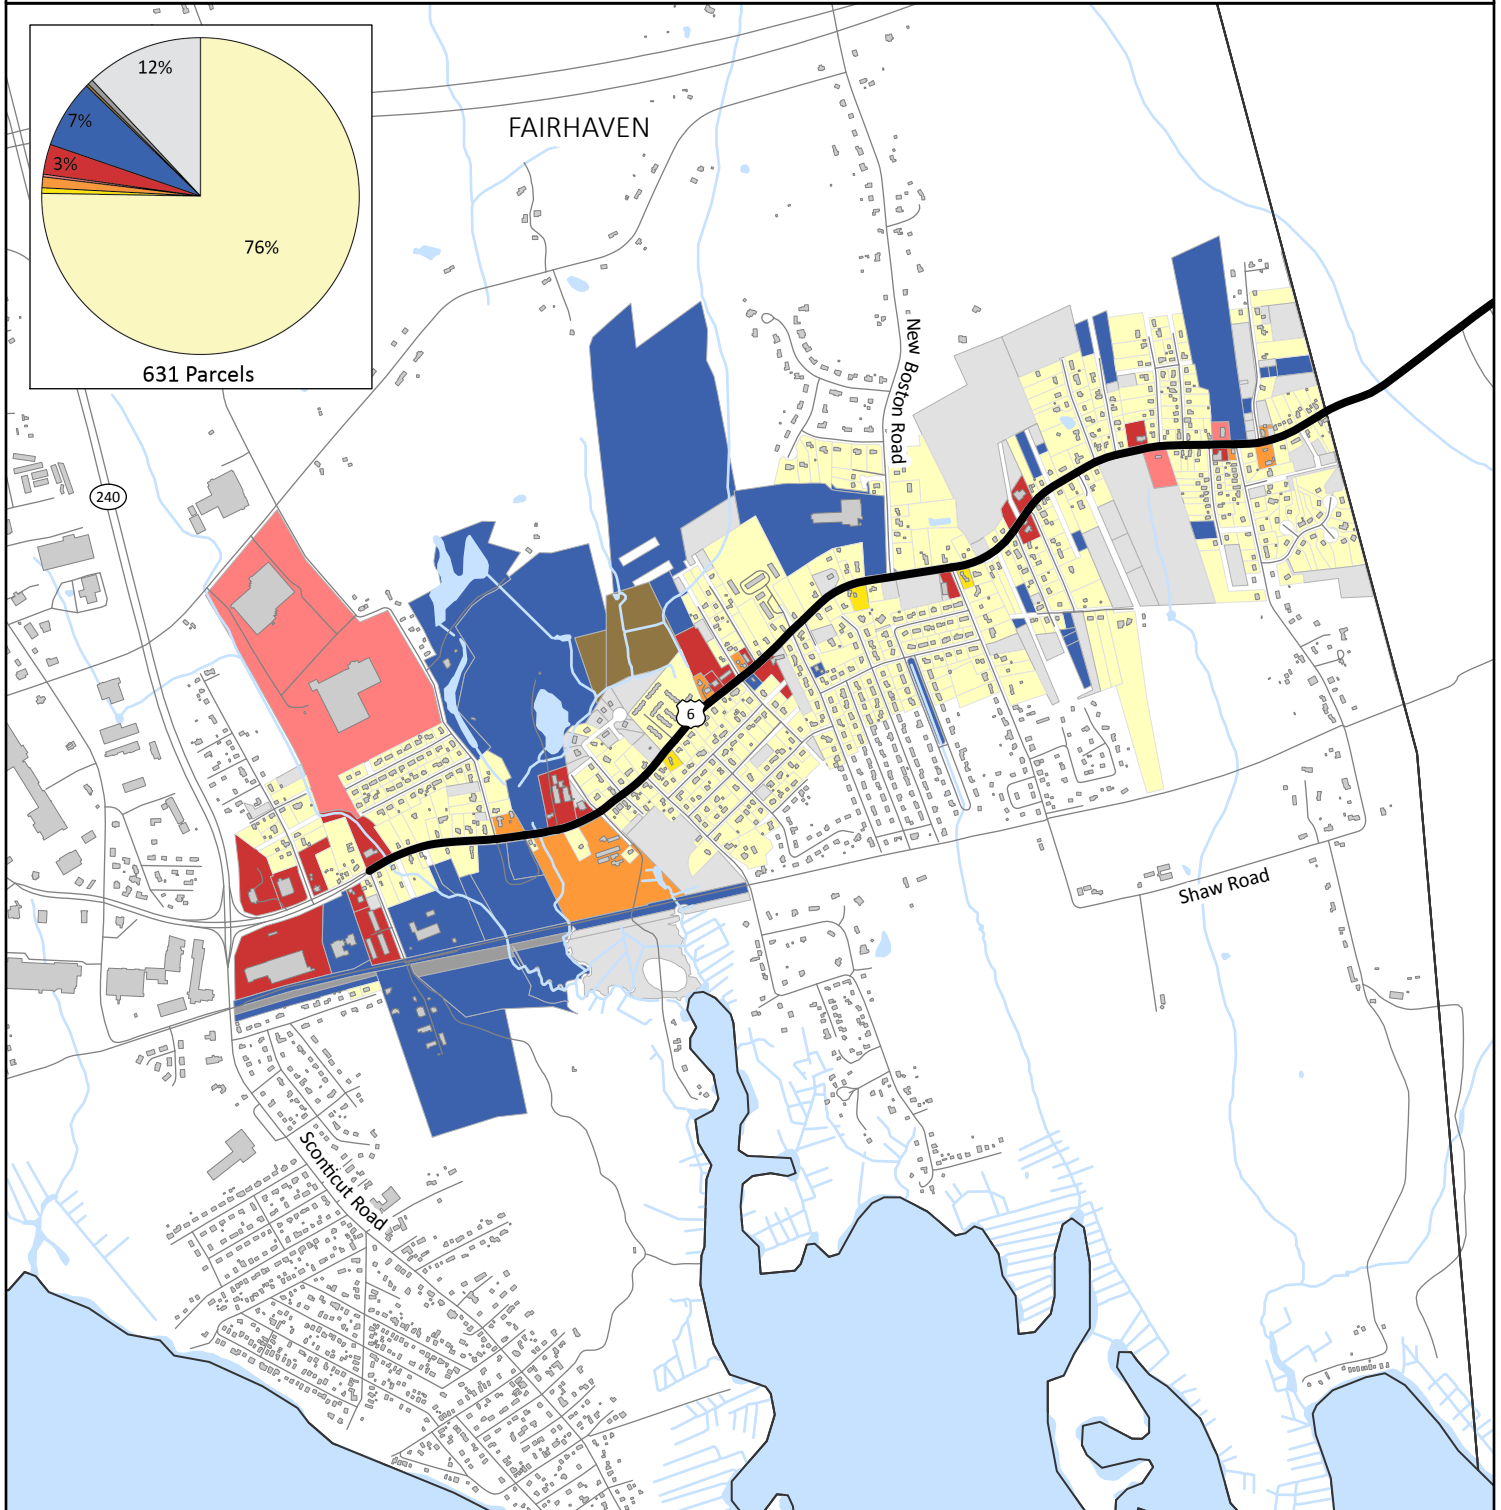 12%
7%
3%
76%
631 Parcels
FAIRHAVEN
New Boston Road
240
6
Shaw Road
Sconticut Road